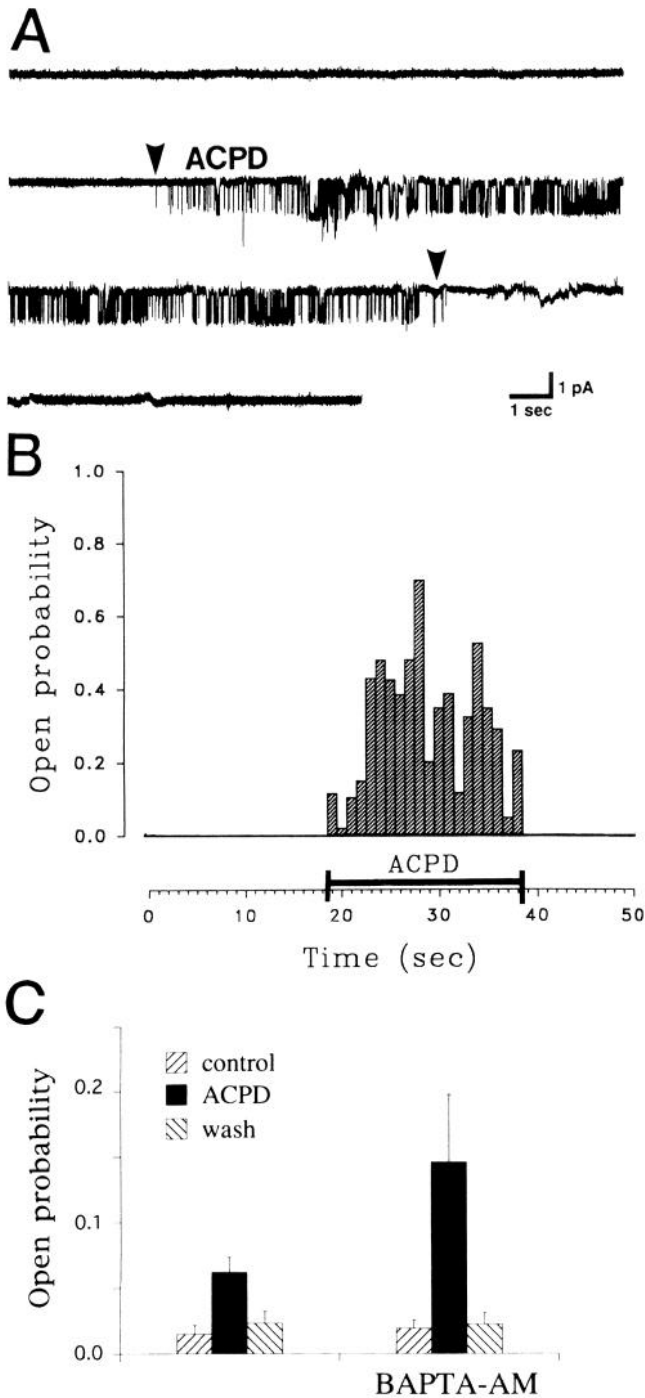 A
ACPD
1 pA
1 sec
B
Open probability
1.0
0.8
0.6
0.4
0.2
0.0
ACPD
0 10 20 30 40 50
Time (sec)
C
Open probability
0.2
0.1
0.0
control
ACPD
wash
BAPTA-AM